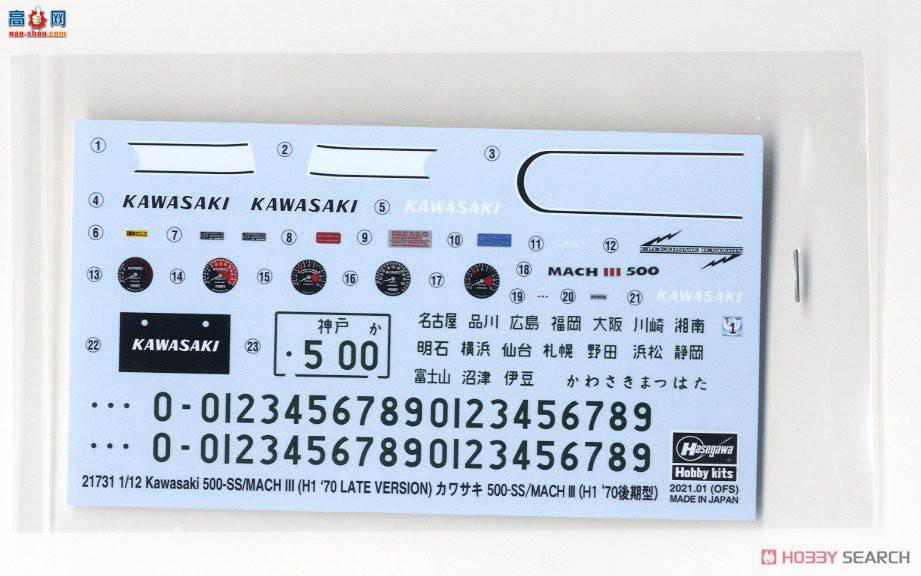 高手网
gao-shou.com
① ② ③
④ KAWASAKI KAWASAKI ⑤ KAWASAKI
⑥ ⑦ ⑧ ⑨ ⑩ ⑪ ⑫
⑬ ⑭ ⑮ ⑯ ⑰ ⑱ MACH III 500
⑲ ⑳ ㉑ KAWASAKI
㉒ KAWASAKI ㉓ 神戸 か
・5 00
名古屋 品川 広島 福岡 大阪 川崎 湘南 1
明石 横浜 仙台 札幌 野田 浜松 静岡
富士山 沼津 伊豆 かわさきまつはた
・・・ 0-01234567890123456789
・・・ 0-01234567890123456789
Hasegawa
Hobby kits
21731 1/12 Kawasaki 500-SS/MACH III (H1 '70 LATE VERSION) カワサキ 500-SS/MACH III (H1 '70後期型)
2021.01 (OFS)
MADE IN JAPAN
HOBBY SEARCH